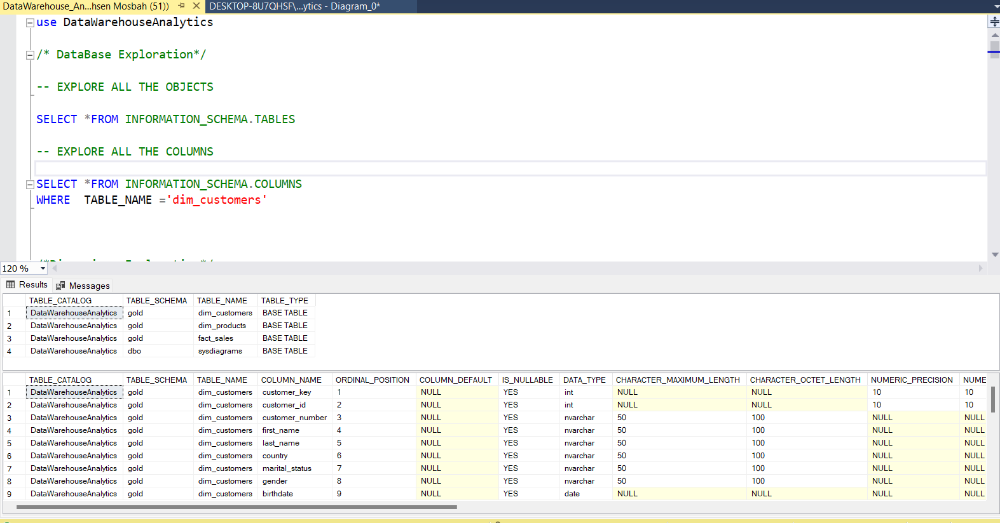 DataWarehouse_An...hsen Mosbah (51)) DESKTOP-8U7QHSF\...ytics - Diagram_0*
use DataWarehouseAnalytics
/* DataBase Exploration*/
-- EXPLORE ALL THE OBJECTS
SELECT *FROM INFORMATION_SCHEMA.TABLES
-- EXPLORE ALL THE COLUMNS
SELECT *FROM INFORMATION_SCHEMA.COLUMNS
WHERE  TABLE_NAME ='dim_customers'
120 %
Results Messages
TABLE_CATALOG TABLE_SCHEMA TABLE_NAME TABLE_TYPE
1 DataWarehouseAnalytics gold dim_customers BASE TABLE
2 DataWarehouseAnalytics gold dim_products BASE TABLE
3 DataWarehouseAnalytics gold fact_sales BASE TABLE
4 DataWarehouseAnalytics dbo sysdiagrams BASE TABLE
TABLE_CATALOG TABLE_SCHEMA TABLE_NAME COLUMN_NAME ORDINAL_POSITION COLUMN_DEFAULT IS_NULLABLE DATA_TYPE CHARACTER_MAXIMUM_LENGTH CHARACTER_OCTET_LENGTH NUMERIC_PRECISION NUME
1 DataWarehouseAnalytics gold dim_customers customer_key 1 NULL YES int NULL NULL 10 10
2 DataWarehouseAnalytics gold dim_customers customer_id 2 NULL YES int NULL NULL 10 10
3 DataWarehouseAnalytics gold dim_customers customer_number 3 NULL YES nvarchar 50 100 NULL NULL
4 DataWarehouseAnalytics gold dim_customers first_name 4 NULL YES nvarchar 50 100 NULL NULL
5 DataWarehouseAnalytics gold dim_customers last_name 5 NULL YES nvarchar 50 100 NULL NULL
6 DataWarehouseAnalytics gold dim_customers country 6 NULL YES nvarchar 50 100 NULL NULL
7 DataWarehouseAnalytics gold dim_customers marital_status 7 NULL YES nvarchar 50 100 NULL NULL
8 DataWarehouseAnalytics gold dim_customers gender 8 NULL YES nvarchar 50 100 NULL NULL
9 DataWarehouseAnalytics gold dim_customers birthdate 9 NULL YES date NULL NULL NULL NULL